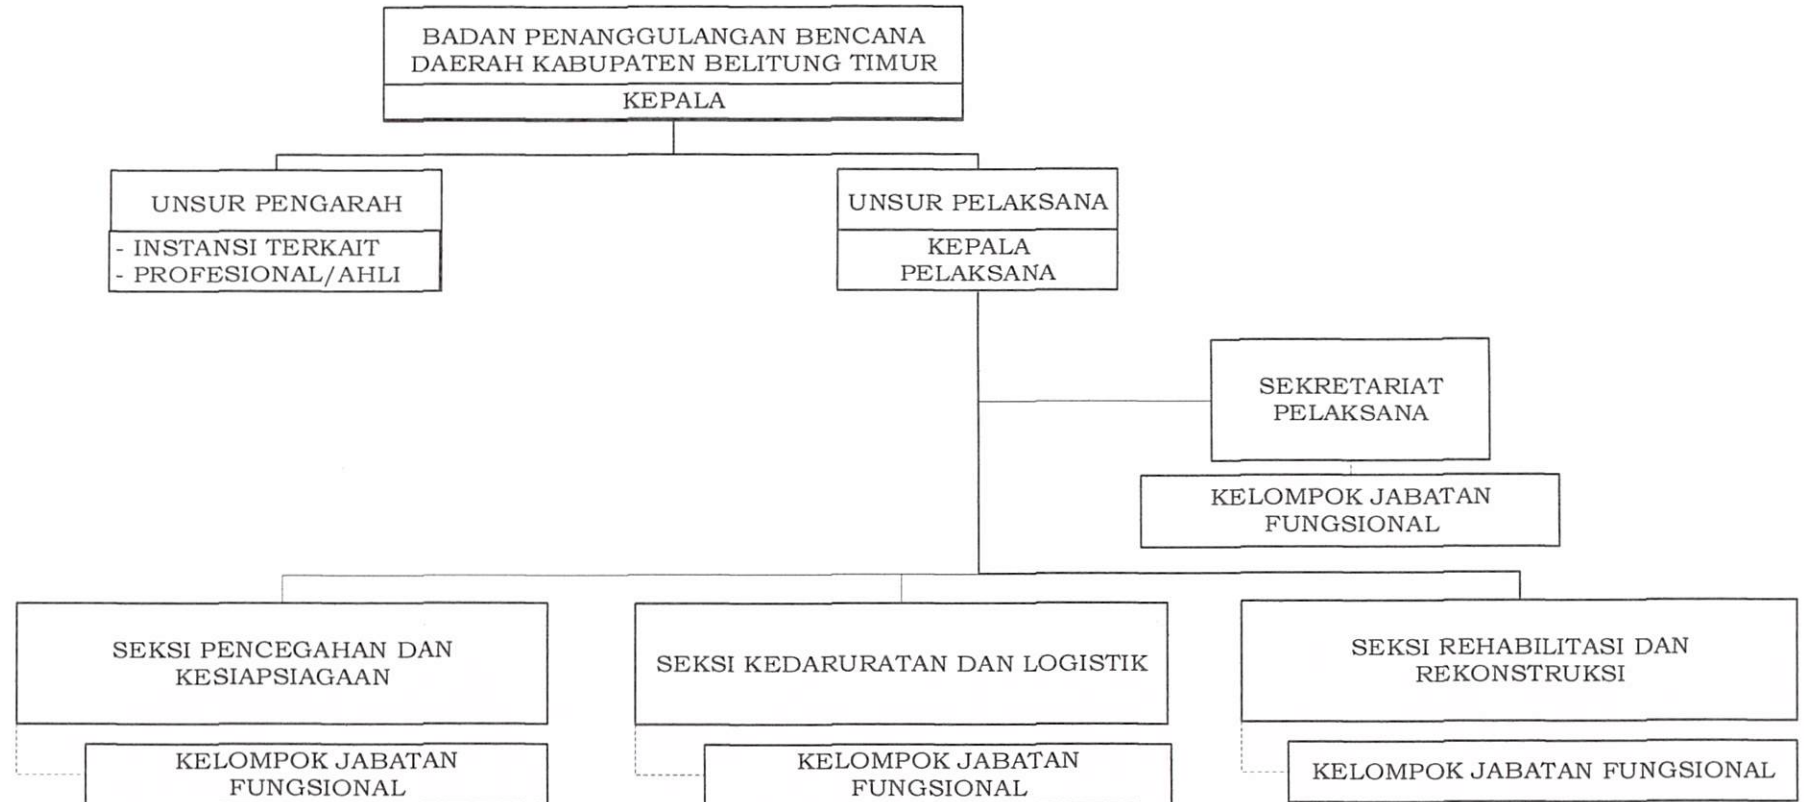 BADAN PENANGGULANGAN BENCANA
DAERAH KABUPATEN BELITUNG TIMUR
KEPALA
UNSUR PENGARAH
- INSTANSI TERKAIT
- PROFESIONAL/AHLI
UNSUR PELAKSANA
KEPALA
PELAKSANA
SEKRETARIAT
PELAKSANA
KELOMPOK JABATAN
FUNGSIONAL
SEKSI PENCEGAHAN DAN
KESIAPSIAGAAN
KELOMPOK JABATAN
FUNGSIONAL
SEKSI KEDARURATAN DAN LOGISTIK
KELOMPOK JABATAN
FUNGSIONAL
SEKSI REHABILITASI DAN
REKONSTRUKSI
KELOMPOK JABATAN FUNGSIONAL